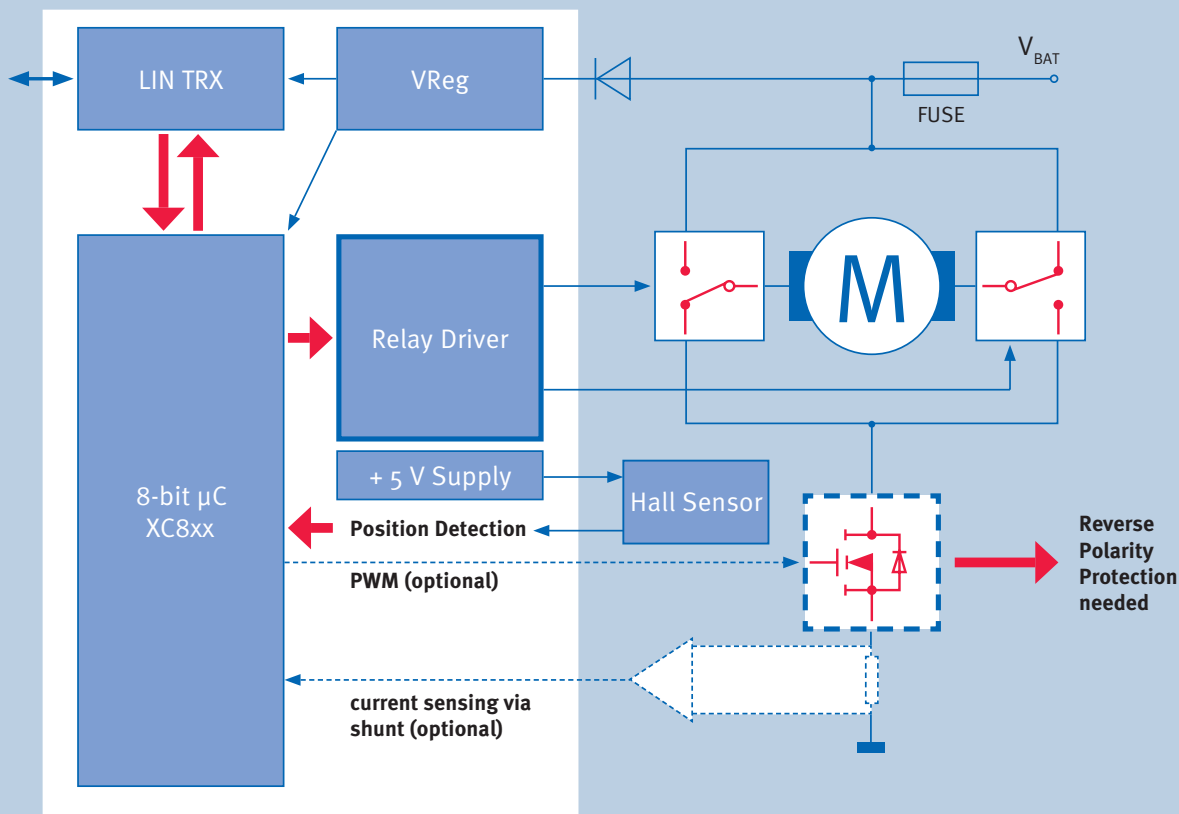 LIN TRX
VReg
V BAT
FUSE
Relay Driver
M
+ 5 V Supply
Hall Sensor
8-bit µC
XC8xx
Position Detection
PWM (optional)
Reverse
Polarity
Protection
needed
current sensing via
shunt (optional)